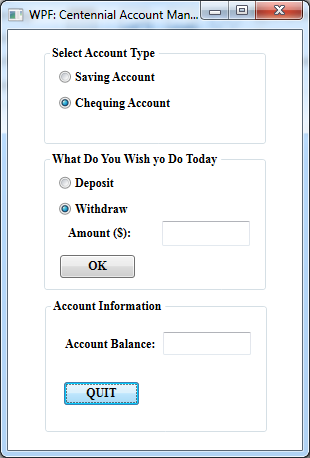 WPF: Centennial Account Man...
Select Account Type
Saving Account
Chequing Account
What Do You Wish yo Do Today
Deposit
Withdraw
Amount ($):
OK
Account Information
Account Balance:
QUIT